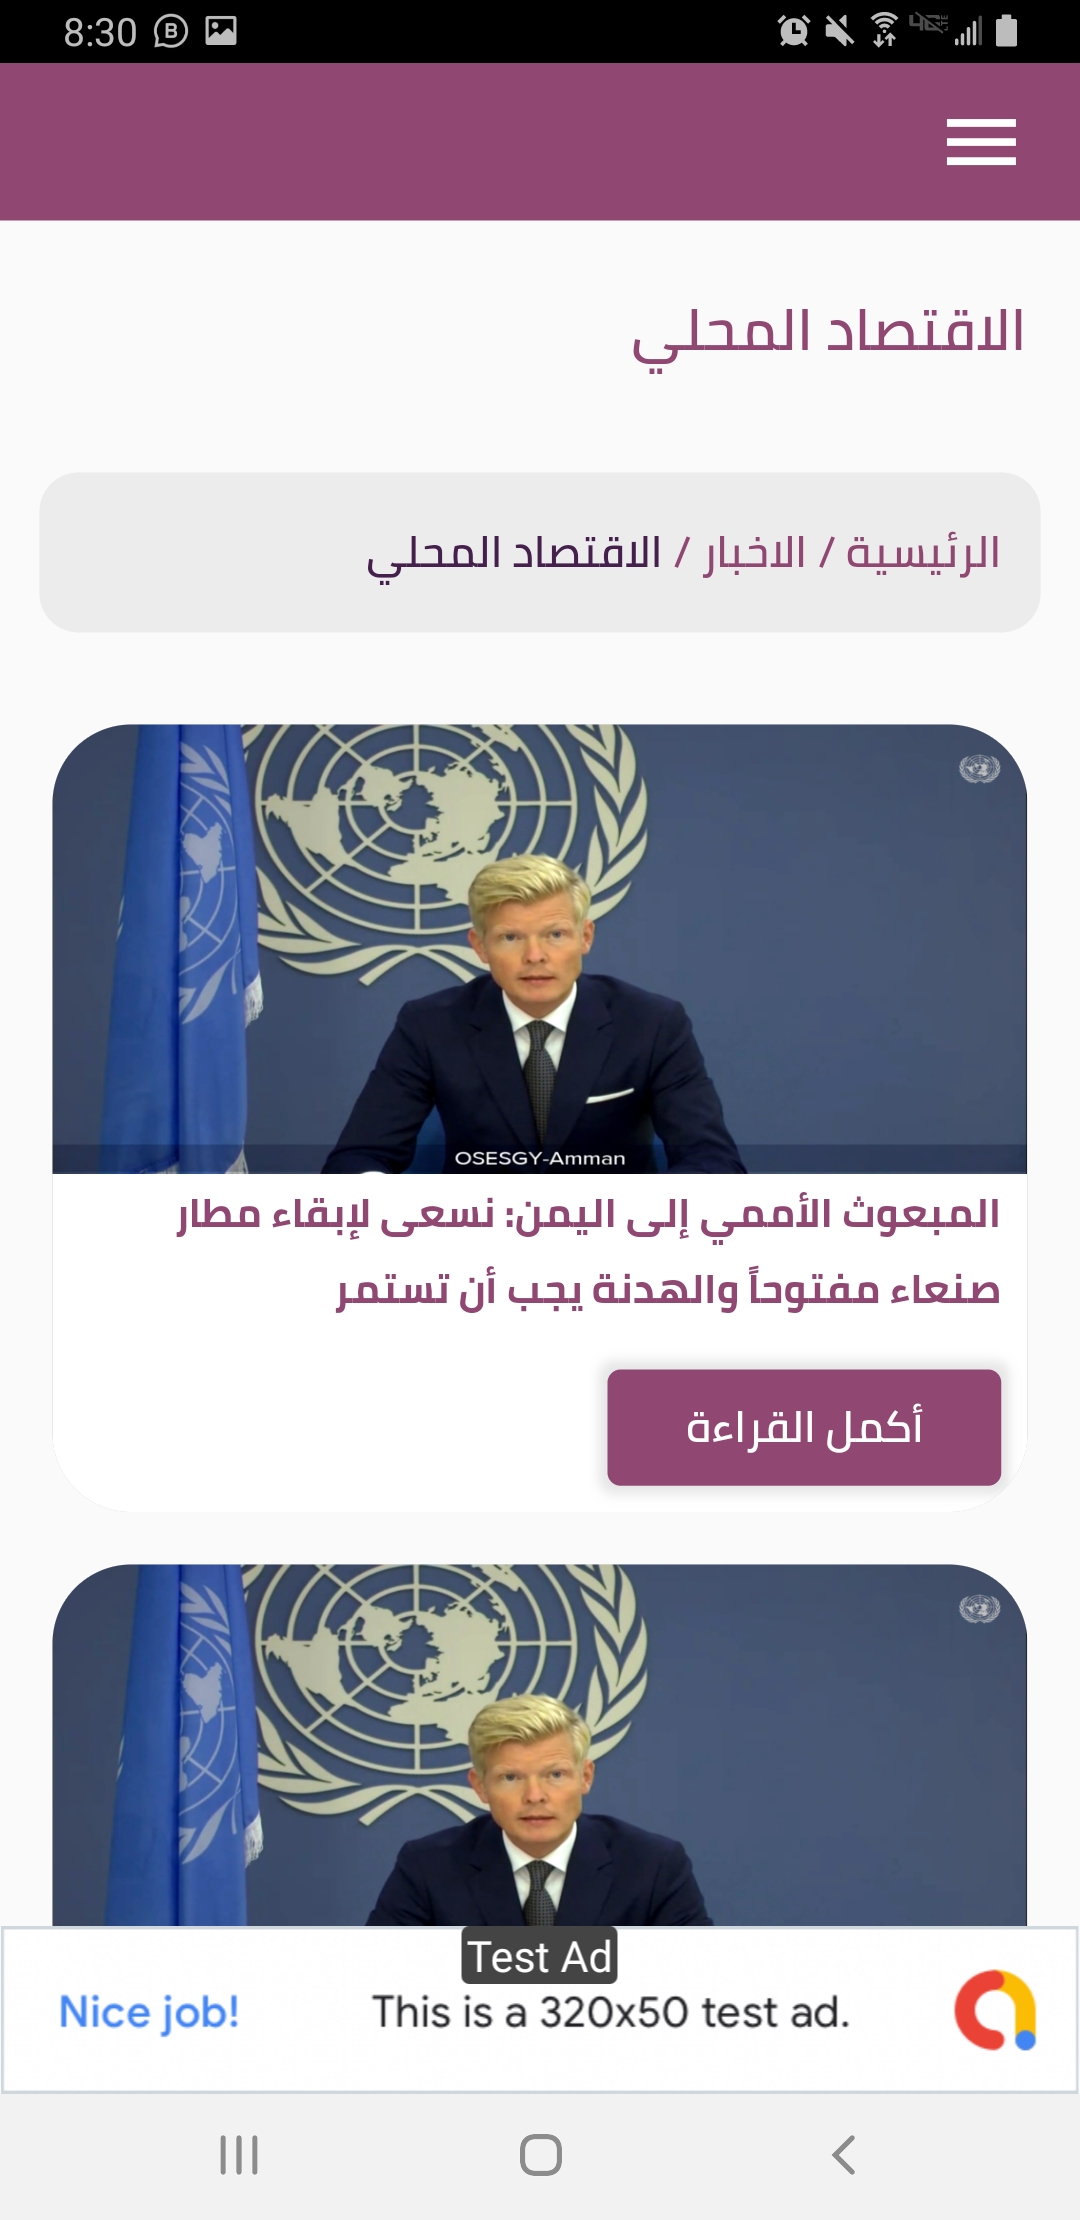 8:30
الاقتصاد المحلي
الرئيسية / الاخبار / الاقتصاد المحلي
OSESGY-Amman
المبعوث الأممي إلى اليمن: نسعى لإبقاء مطار
صنعاء مفتوحاً والهدنة يجب أن تستمر
أكمل القراءة
Test Ad
Nice job!
This is a 320x50 test ad.